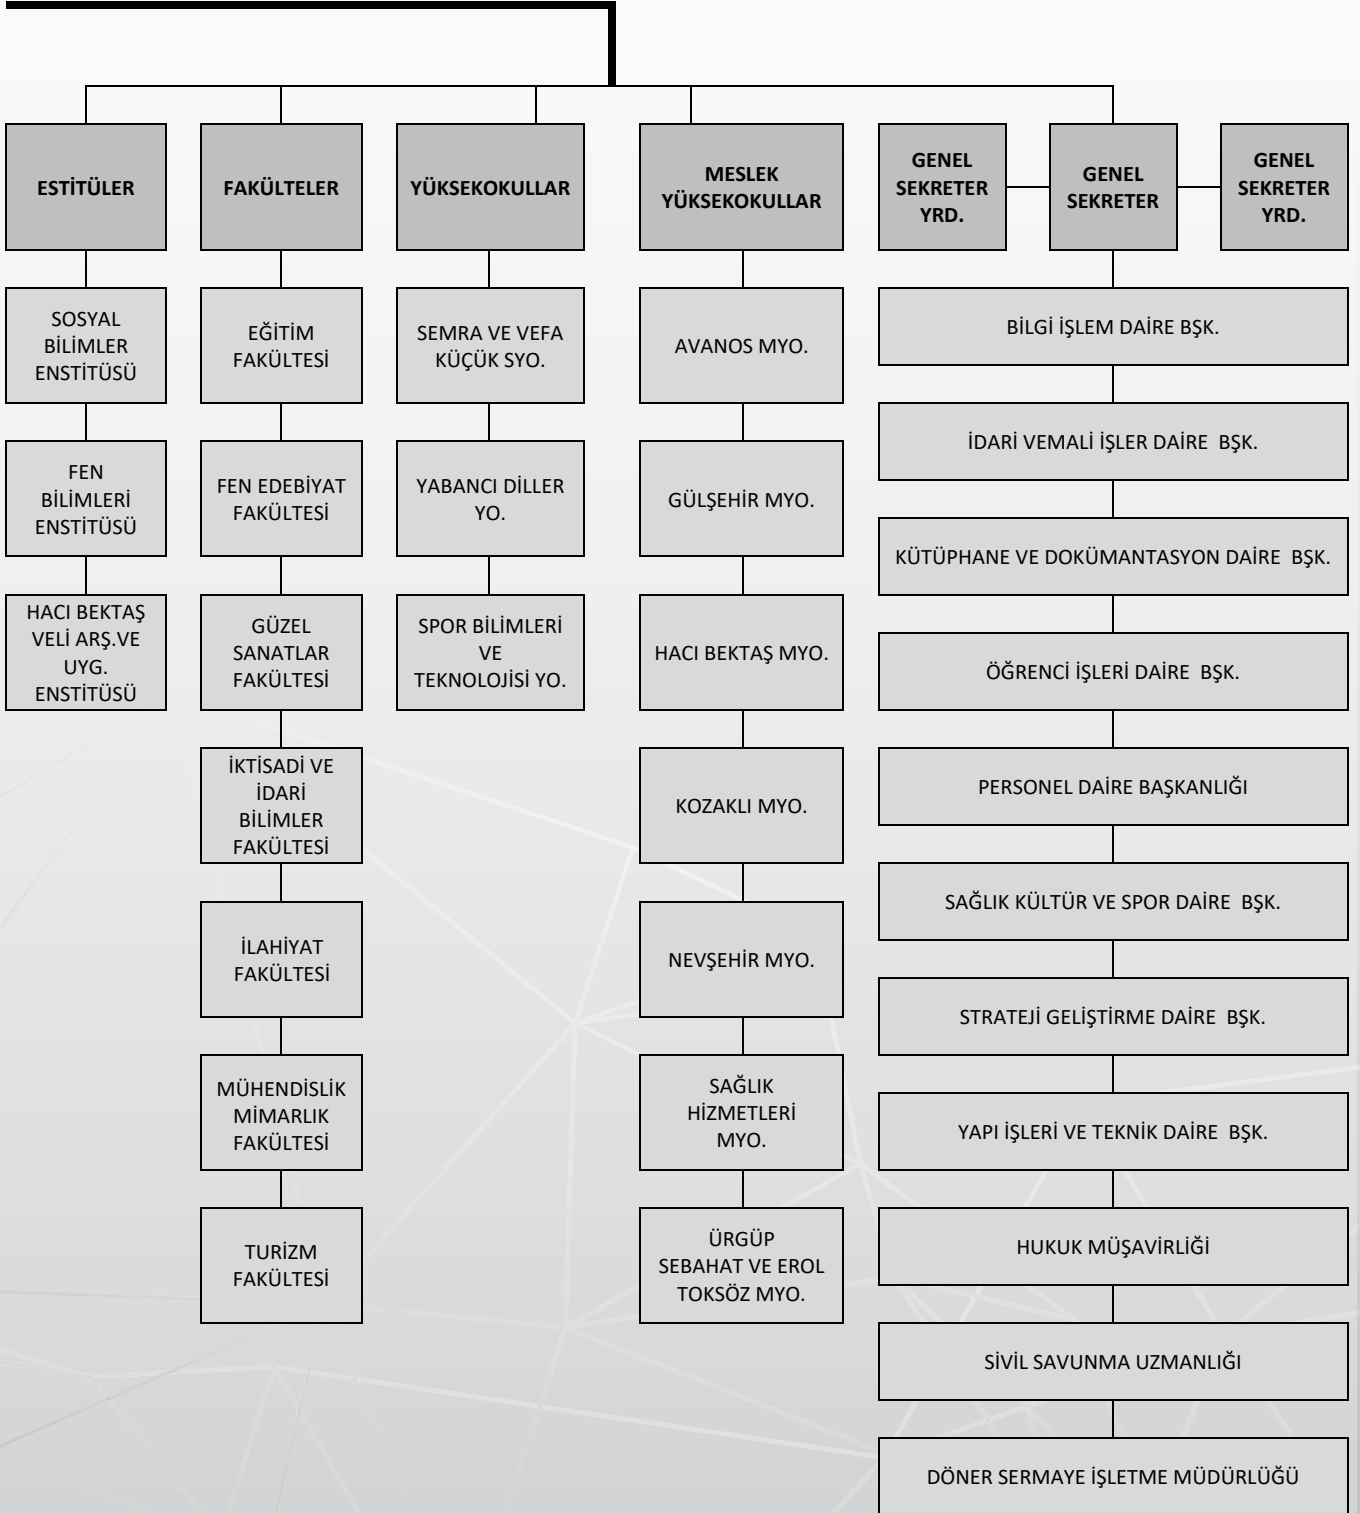 ESTİTÜLER
SOSYAL
BİLİMLER
ENSTİTÜSÜ
FEN
BİLİMLERİ
ENSTİTÜSÜ
HACI BEKTAŞ
VELİ ARŞ.VE
UYG.
ENSTİTÜSÜ
FAKÜLTELER
EĞİTİM
FAKÜLTESİ
FEN EDEBİYAT
FAKÜLTESİ
GÜZEL
SANATLAR
FAKÜLTESİ
İKTİSADİ VE
İDARİ
BİLİMLER
FAKÜLTESİ
İLAHİYAT
FAKÜLTESİ
MÜHENDİSLİK
MİMARLIK
FAKÜLTESİ
TURİZM
FAKÜLTESİ
YÜKSEKOKULLAR
SEMRA VE VEFA
KÜÇÜK SYO.
YABANCI DİLLER
YO.
SPOR BİLİMLERİ
VE
TEKNOLOJİSİ YO.
MESLEK
YÜKSEKOKULLAR
AVANOS MYO.
GÜLŞEHİR MYO.
HACI BEKTAŞ MYO.
KOZAKLI MYO.
NEVŞEHİR MYO.
SAĞLIK
HİZMETLERİ
MYO.
ÜRGÜP
SEBAHAT VE EROL
TOKSÖZ MYO.
GENEL
SEKRETER
YRD.
GENEL
SEKRETER
GENEL
SEKRETER
YRD.
BİLGİ İŞLEM DAİRE BŞK.
İDARİ VEMALİ İŞLER DAİRE  BŞK.
KÜTÜPHANE VE DOKÜMANTASYON DAİRE  BŞK.
ÖĞRENCİ İŞLERİ DAİRE  BŞK.
PERSONEL DAİRE BAŞKANLIĞI
SAĞLIK KÜLTÜR VE SPOR DAİRE  BŞK.
STRATEJİ GELİŞTİRME DAİRE  BŞK.
YAPI İŞLERİ VE TEKNİK DAİRE  BŞK.
HUKUK MÜŞAVİRLİĞİ
SİVİL SAVUNMA UZMANLIĞI
DÖNER SERMAYE İŞLETME MÜDÜRLÜĞÜ